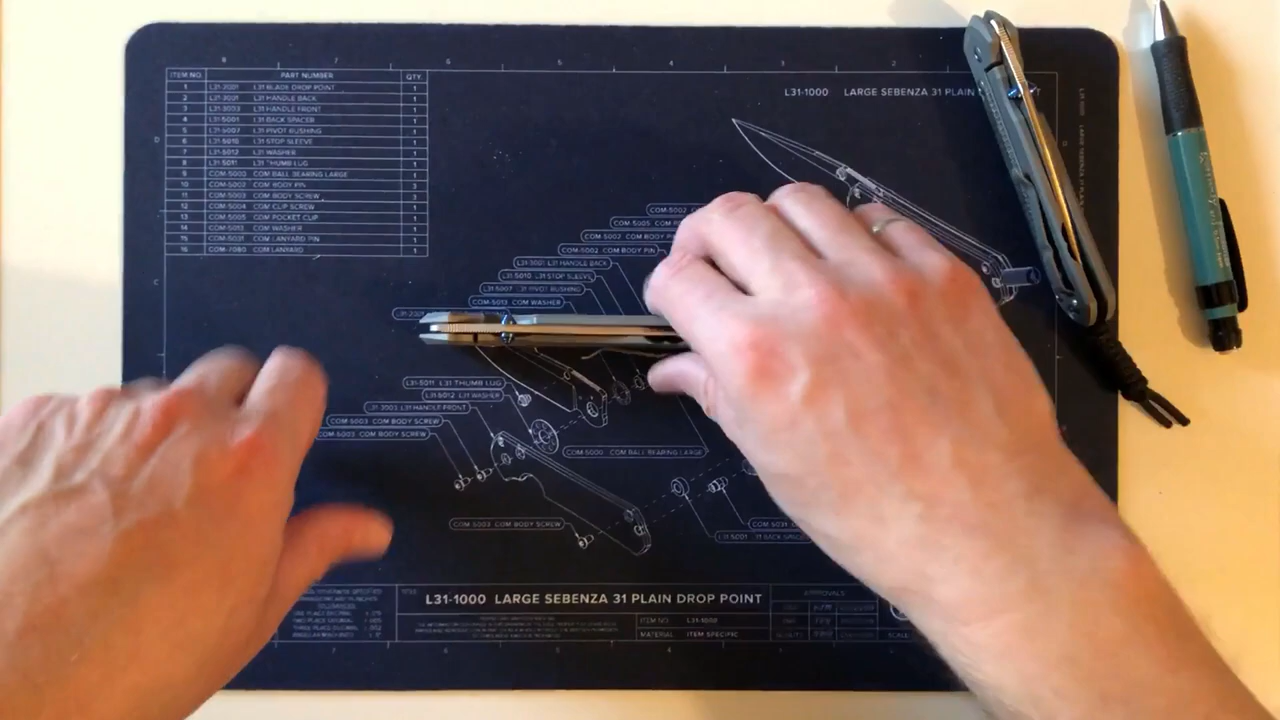 ITEM NO. PART NUMBER QTY.
1 L31-2001 L31 BLADE DROP POINT 1
2 L31-3001 L31 HANDLE BACK 1
3 L31-3003 L31 HANDLE FRONT 1
4 L31-5001 L31 BACK SPACER 1
5 L31-5007 L31 PIVOT BUSHING 1
6 L31-5010 L31 STOP SLEEVE 1
7 L31-5012 L31 WASHER 1
8 L31-5011 L31 THUMB LUG 1
9 COM-5000 COM BALL BEARING LARGE 1
10 COM-5002 COM BODY PIN 3
11 COM-5003 COM BODY SCREW 3
12 COM-5004 COM CLIP SCREW 1
13 COM-5005 COM POCKET CLIP 1
14 COM-5013 COM WASHER 1
15 COM-5031 COM LANYARD PIN 1
16 COM-7080 COM LANYARD 1
L31-1000 LARGE SEBENZA 31 PLAIN
COM-5002
COM-5005
COM-5002 COM BODY
COM-5002 COM BODY PIN
L31-3001 L31 HANDLE BACK
L31-5010 L31 STOP SLEEVE
L31-5007 L31 PIVOT BUSHING
COM-5013 COM WASHER
L31-2001
L31-5011 L31 THUMB LUG
L31-5012 L31 WASHER
L31-3003 L31 HANDLE FRONT
COM-5003 COM BODY SCREW
COM-5003 COM BODY SCREW
COM-5000 COM BALL BEARING LARGE
COM-5003 COM BODY SCREW
COM-5031
L31-5001 L31 BACK SPACER
L31-1000 LARGE SEBENZA 31 PLAIN DROP POINT
ITEM NO. L31-1000
MATERIAL ITEM SPECIFIC
APPROVALS
SCALE